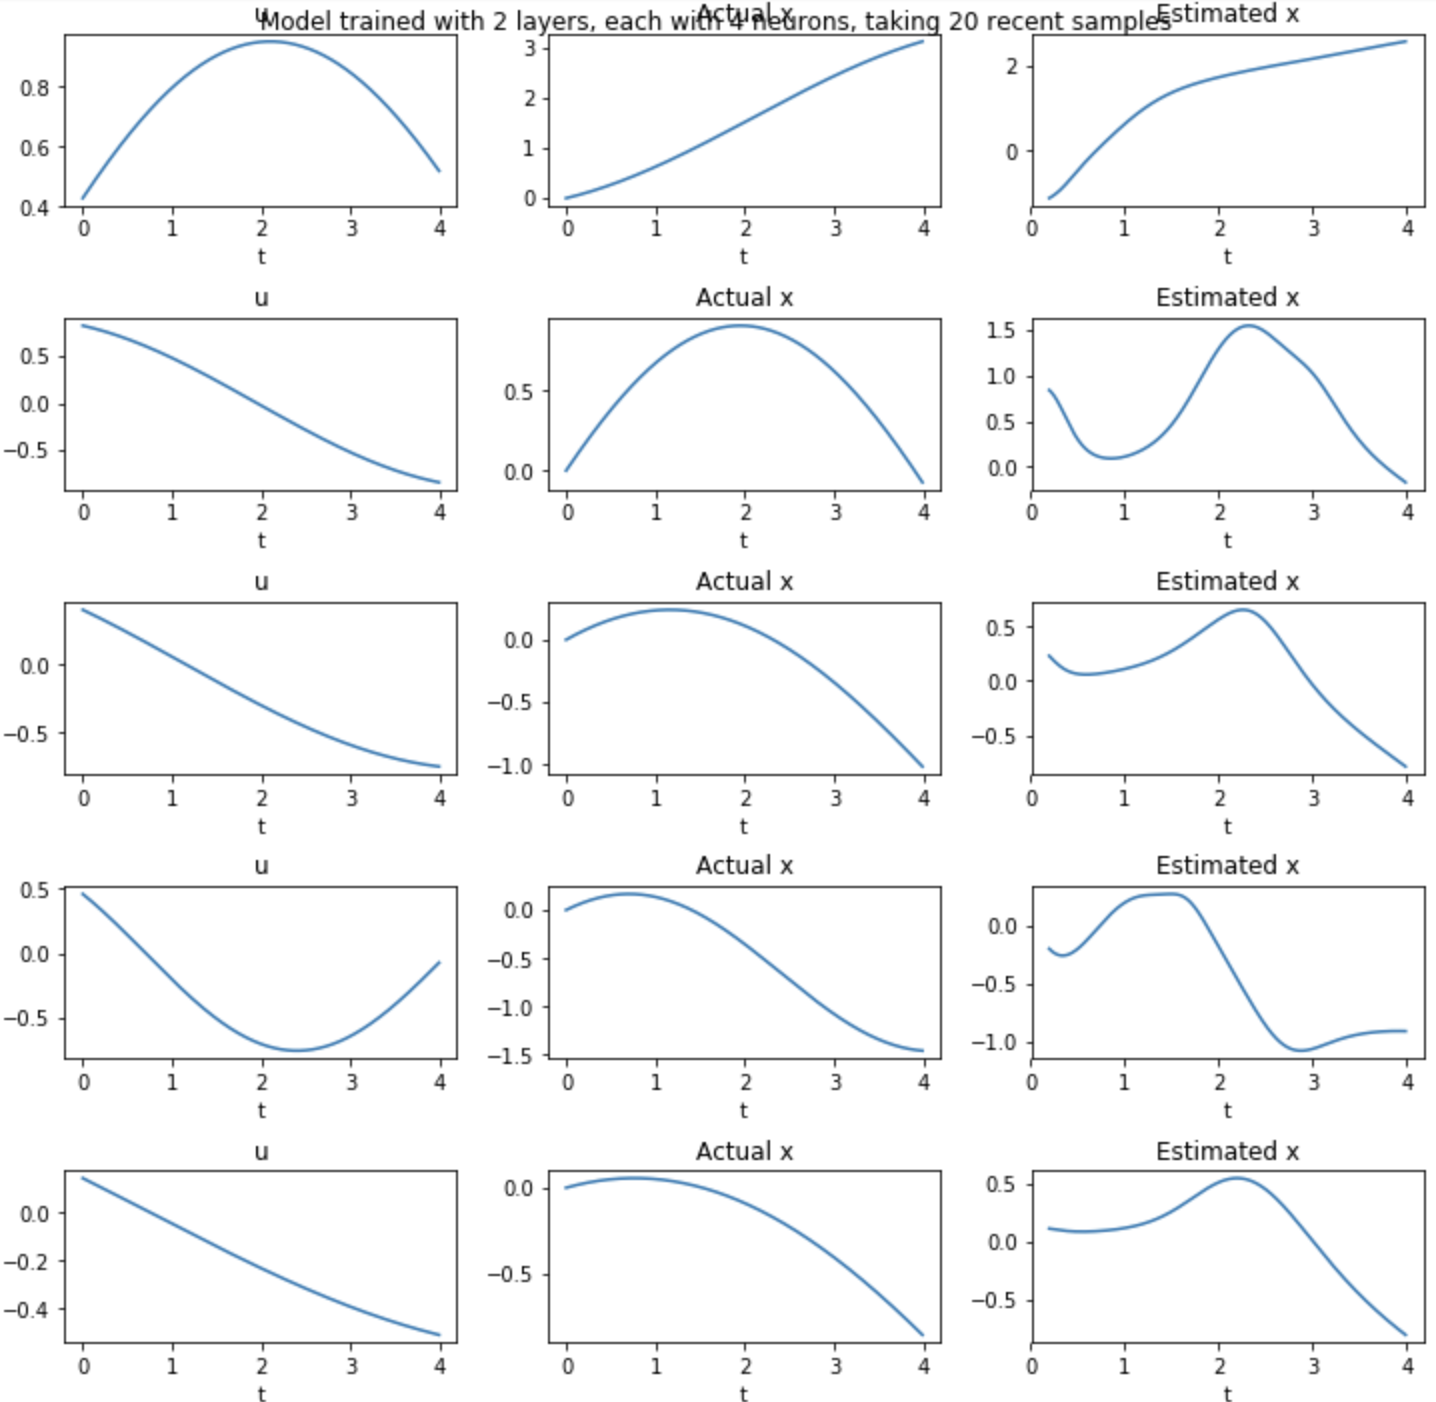 Model trained with 2 layers, each with 4 neurons, taking 20 recent samples
u Actual x Estimated x
0.8 3 2
0.6 2 0
0.4 1
0
0 1 2 3 4 0 1 2 3 4 0 1 2 3 4
t t t
u Actual x Estimated x
0.5 0.5 1.5
0.0 0.0 1.0
−0.5 0.5
0.0
0 1 2 3 4 0 1 2 3 4 0 1 2 3 4
t t t
u Actual x Estimated x
0.0 0.0 0.5
−0.5 −0.5 0.0
−1.0 −0.5
0 1 2 3 4 0 1 2 3 4 0 1 2 3 4
t t t
u Actual x Estimated x
0.5 0.0 0.0
0.0 −0.5 −0.5
−0.5 −1.0 −1.0
−1.5
0 1 2 3 4 0 1 2 3 4 0 1 2 3 4
t t t
u Actual x Estimated x
0.0 0.0 0.5
−0.2 −0.5 0.0
−0.4 −0.5
0 1 2 3 4 0 1 2 3 4 0 1 2 3 4
t t t